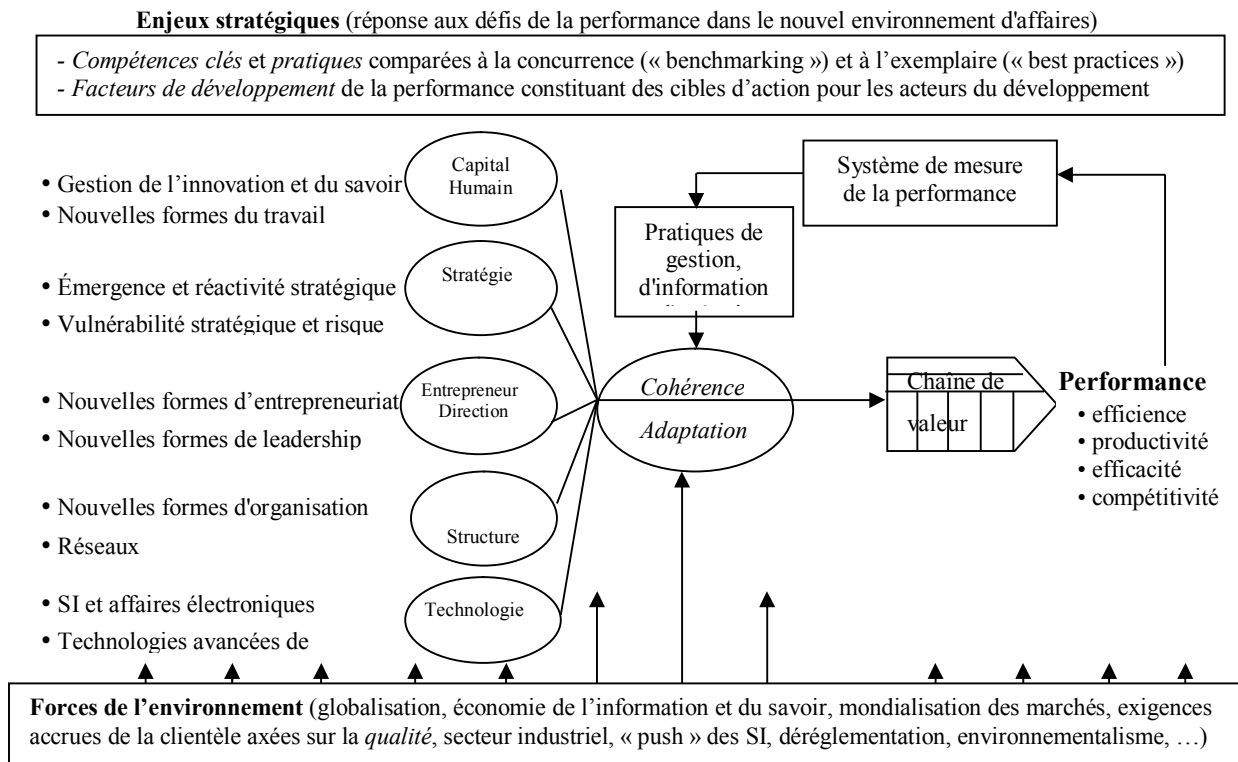 Enjeux stratégiques (réponse aux défis de la performance dans le nouvel environnement d'affaires)
- Compétences clés et pratiques comparées à la concurrence (« benchmarking ») et à l’exemplaire (« best practices »)
- Facteurs de développement de la performance constituant des cibles d’action pour les acteurs du développement
• Gestion de l’innovation et du savoir
• Nouvelles formes du travail
Capital
Humain
• Émergence et réactivité stratégique
• Vulnérabilité stratégique et risque
Stratégie
• Nouvelles formes d’entrepreneuriat
• Nouvelles formes de leadership
Entrepreneur
Direction
• Nouvelles formes d'organisation
• Réseaux
Structure
• SI et affaires électroniques
• Technologies avancées de
Technologie
Système de mesure
de la performance
Pratiques de
gestion,
d'information
Cohérence
Adaptation
Chaîne de
valeur
Performance
• efficience
• productivité
• efficacité
• compétitivité
Forces de l’environnement (globalisation, économie de l’information et du savoir, mondialisation des marchés, exigences
accrues de la clientèle axées sur la qualité, secteur industriel, « push » des SI, déréglementation, environnementalisme, …)